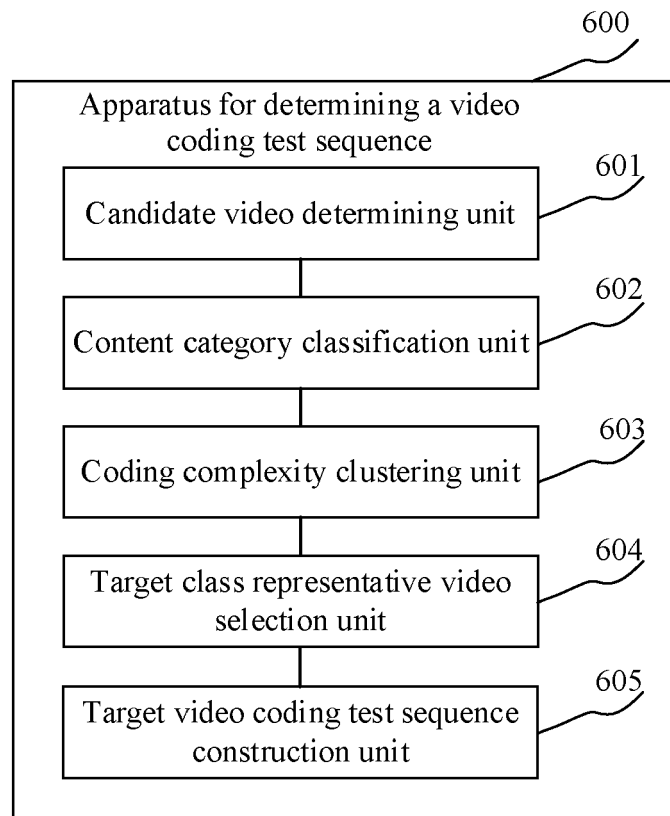 600
Apparatus for determining a video
coding test sequence
601
Candidate video determining unit
602
Content category classification unit
603
Coding complexity clustering unit
604
Target class representative video
selection unit
605
Target video coding test sequence
construction unit